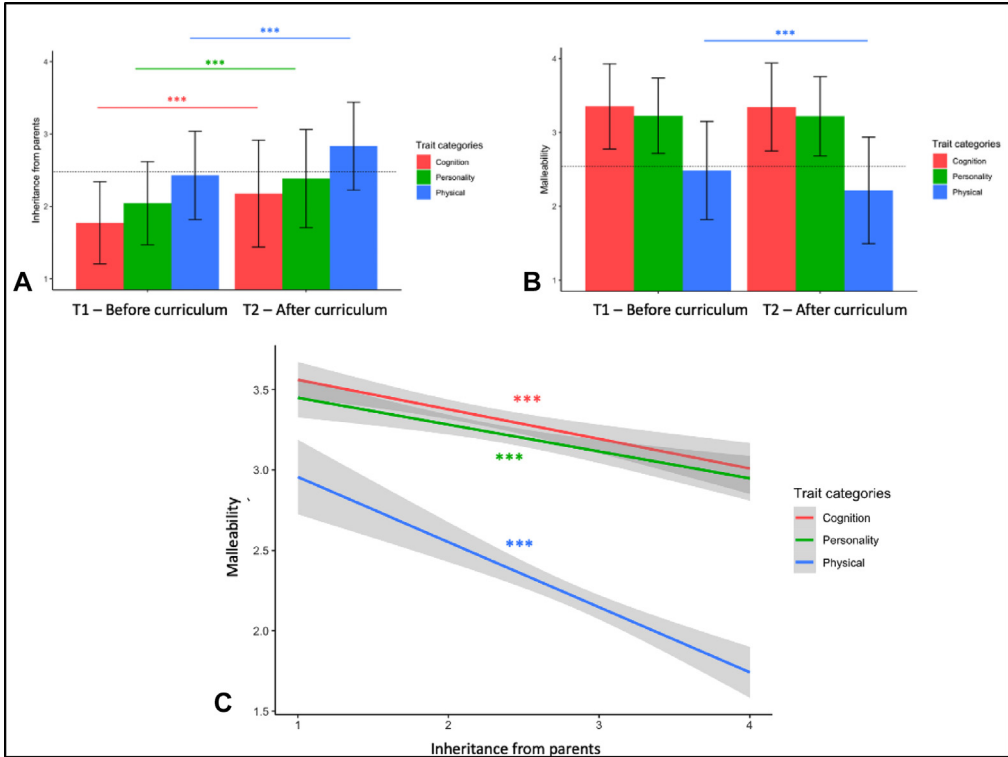 ***
***
***
4
3
2
1
Inheritance from parents
Trait categories
Cognition
Personality
Physical
A
T1 – Before curriculum
T2 – After curriculum
***
4
3
2
1
Malleability
Trait categories
Cognition
Personality
Physical
B
T1 – Before curriculum
T2 – After curriculum
3.5
3.0
2.5
2.0
1.5
Malleability
***
***
***
Trait categories
Cognition
Personality
Physical
C
1
2
3
4
Inheritance from parents